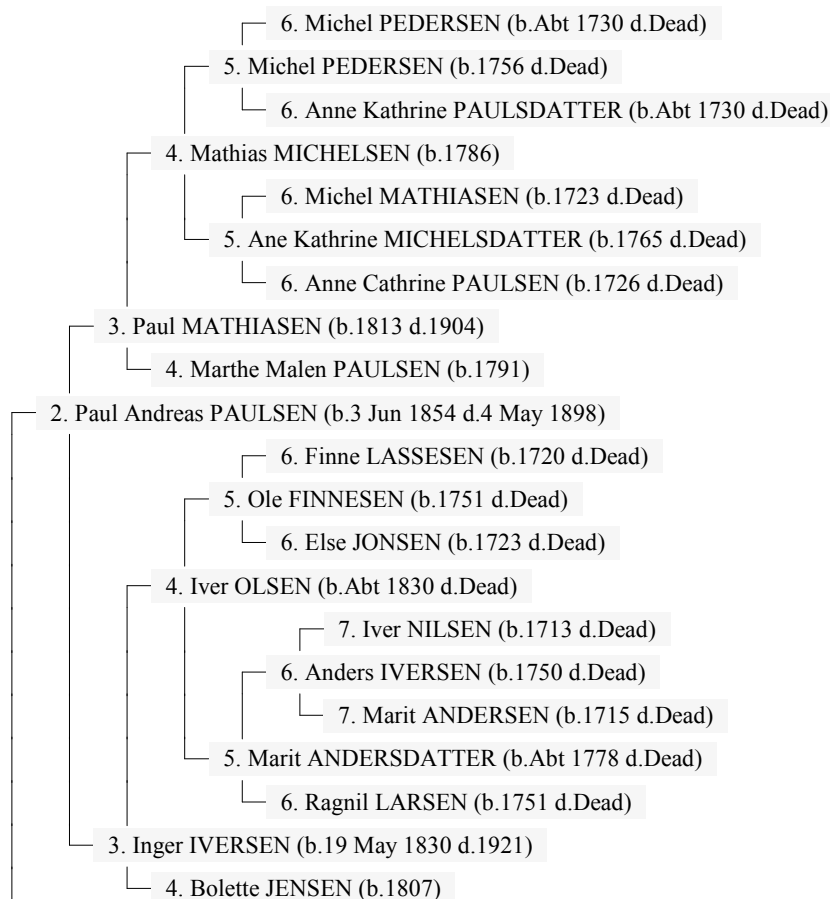 6. Michel PEDERSEN (b.Abt 1730 d.Dead)
5. Michel PEDERSEN (b.1756 d.Dead)
6. Anne Kathrine PAULSDATTER (b.Abt 1730 d.Dead)
4. Mathias MICHELSEN (b.1786)
6. Michel MATHIASEN (b.1723 d.Dead)
5. Ane Kathrine MICHELSDATTER (b.1765 d.Dead)
6. Anne Cathrine PAULSEN (b.1726 d.Dead)
3. Paul MATHIASEN (b.1813 d.1904)
4. Marthe Malen PAULSEN (b.1791)
2. Paul Andreas PAULSEN (b.3 Jun 1854 d.4 May 1898)
6. Finne LASSESEN (b.1720 d.Dead)
5. Ole FINNESEN (b.1751 d.Dead)
6. Else JONSEN (b.1723 d.Dead)
4. Iver OLSEN (b.Abt 1830 d.Dead)
7. Iver NILSEN (b.1713 d.Dead)
6. Anders IVERSEN (b.1750 d.Dead)
7. Marit ANDERSEN (b.1715 d.Dead)
5. Marit ANDERSDATTER (b.Abt 1778 d.Dead)
6. Ragnil LARSEN (b.1751 d.Dead)
3. Inger IVERSEN (b.19 May 1830 d.1921)
4. Bolette JENSEN (b.1807)